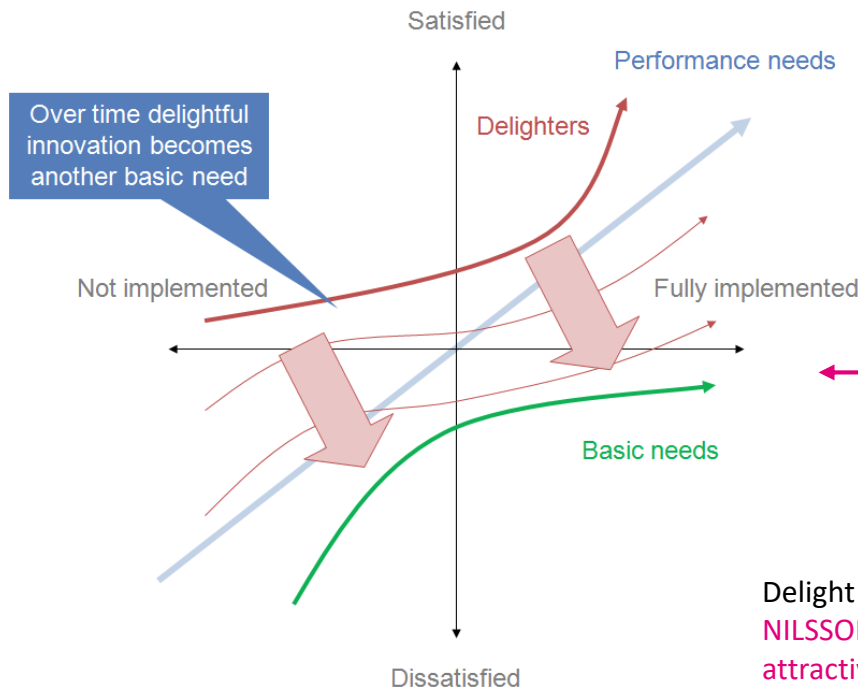 Satisfied
Performance needs
Over time delightful
innovation becomes
another basic need
Delighters
Not implemented
Fully implemented
Basic needs
Delight
Dissatisfied